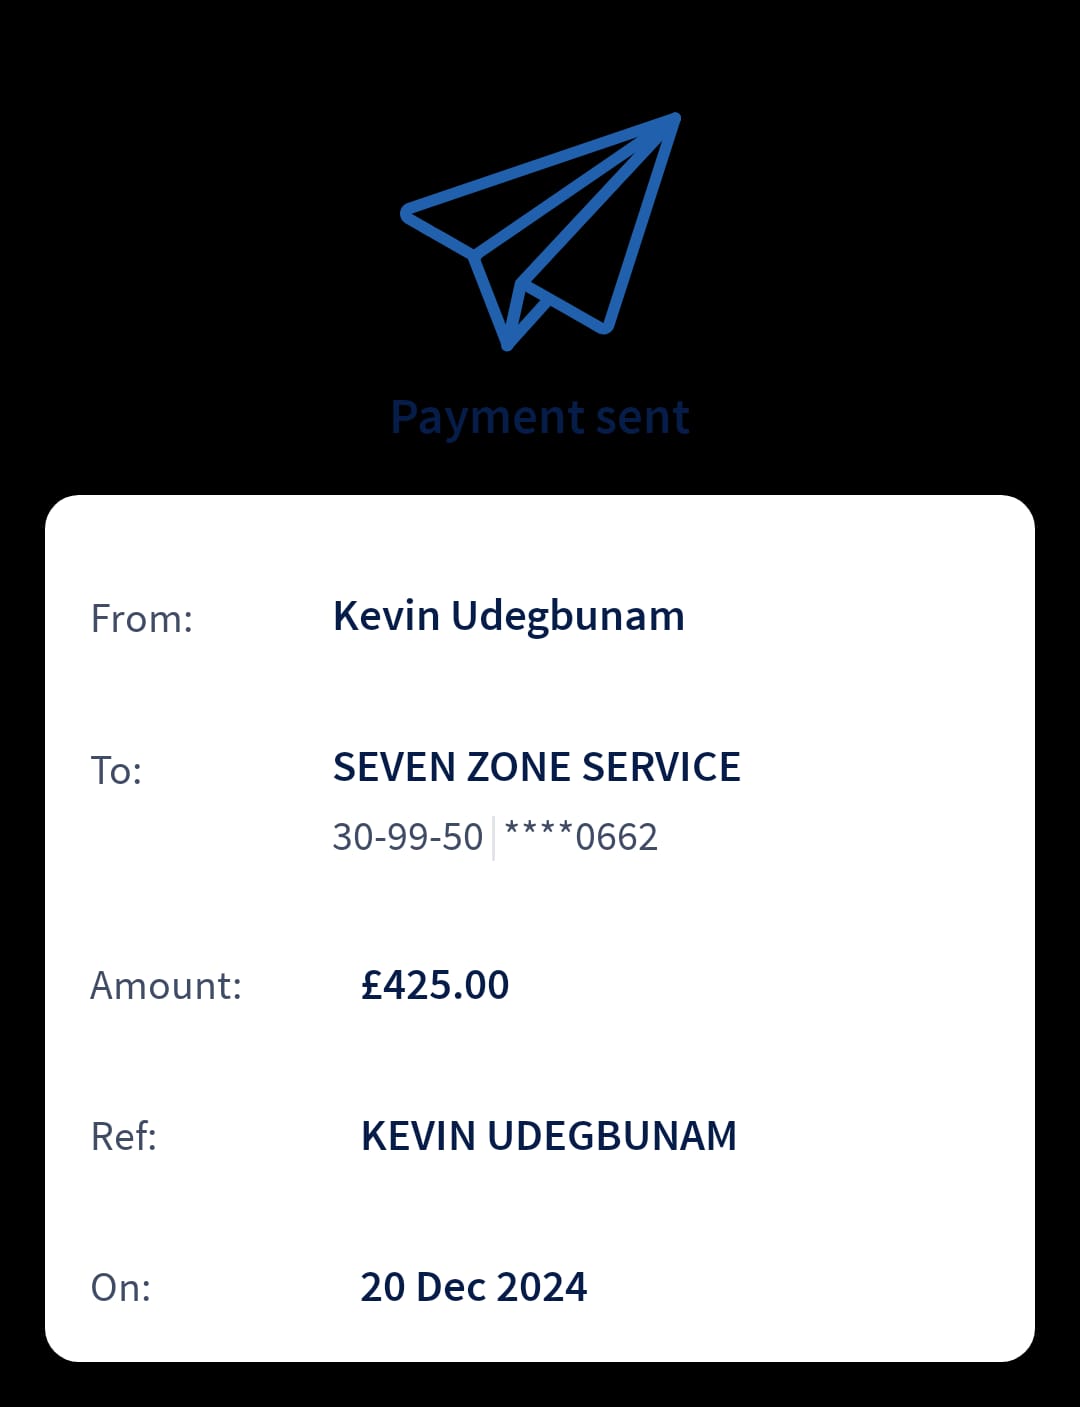 Payment sent
From: Kevin Udegbunam
To: SEVEN ZONE SERVICE
30-99-50 ****0662
Amount: £425.00
Ref: KEVIN UDEGBUNAM
On: 20 Dec 2024